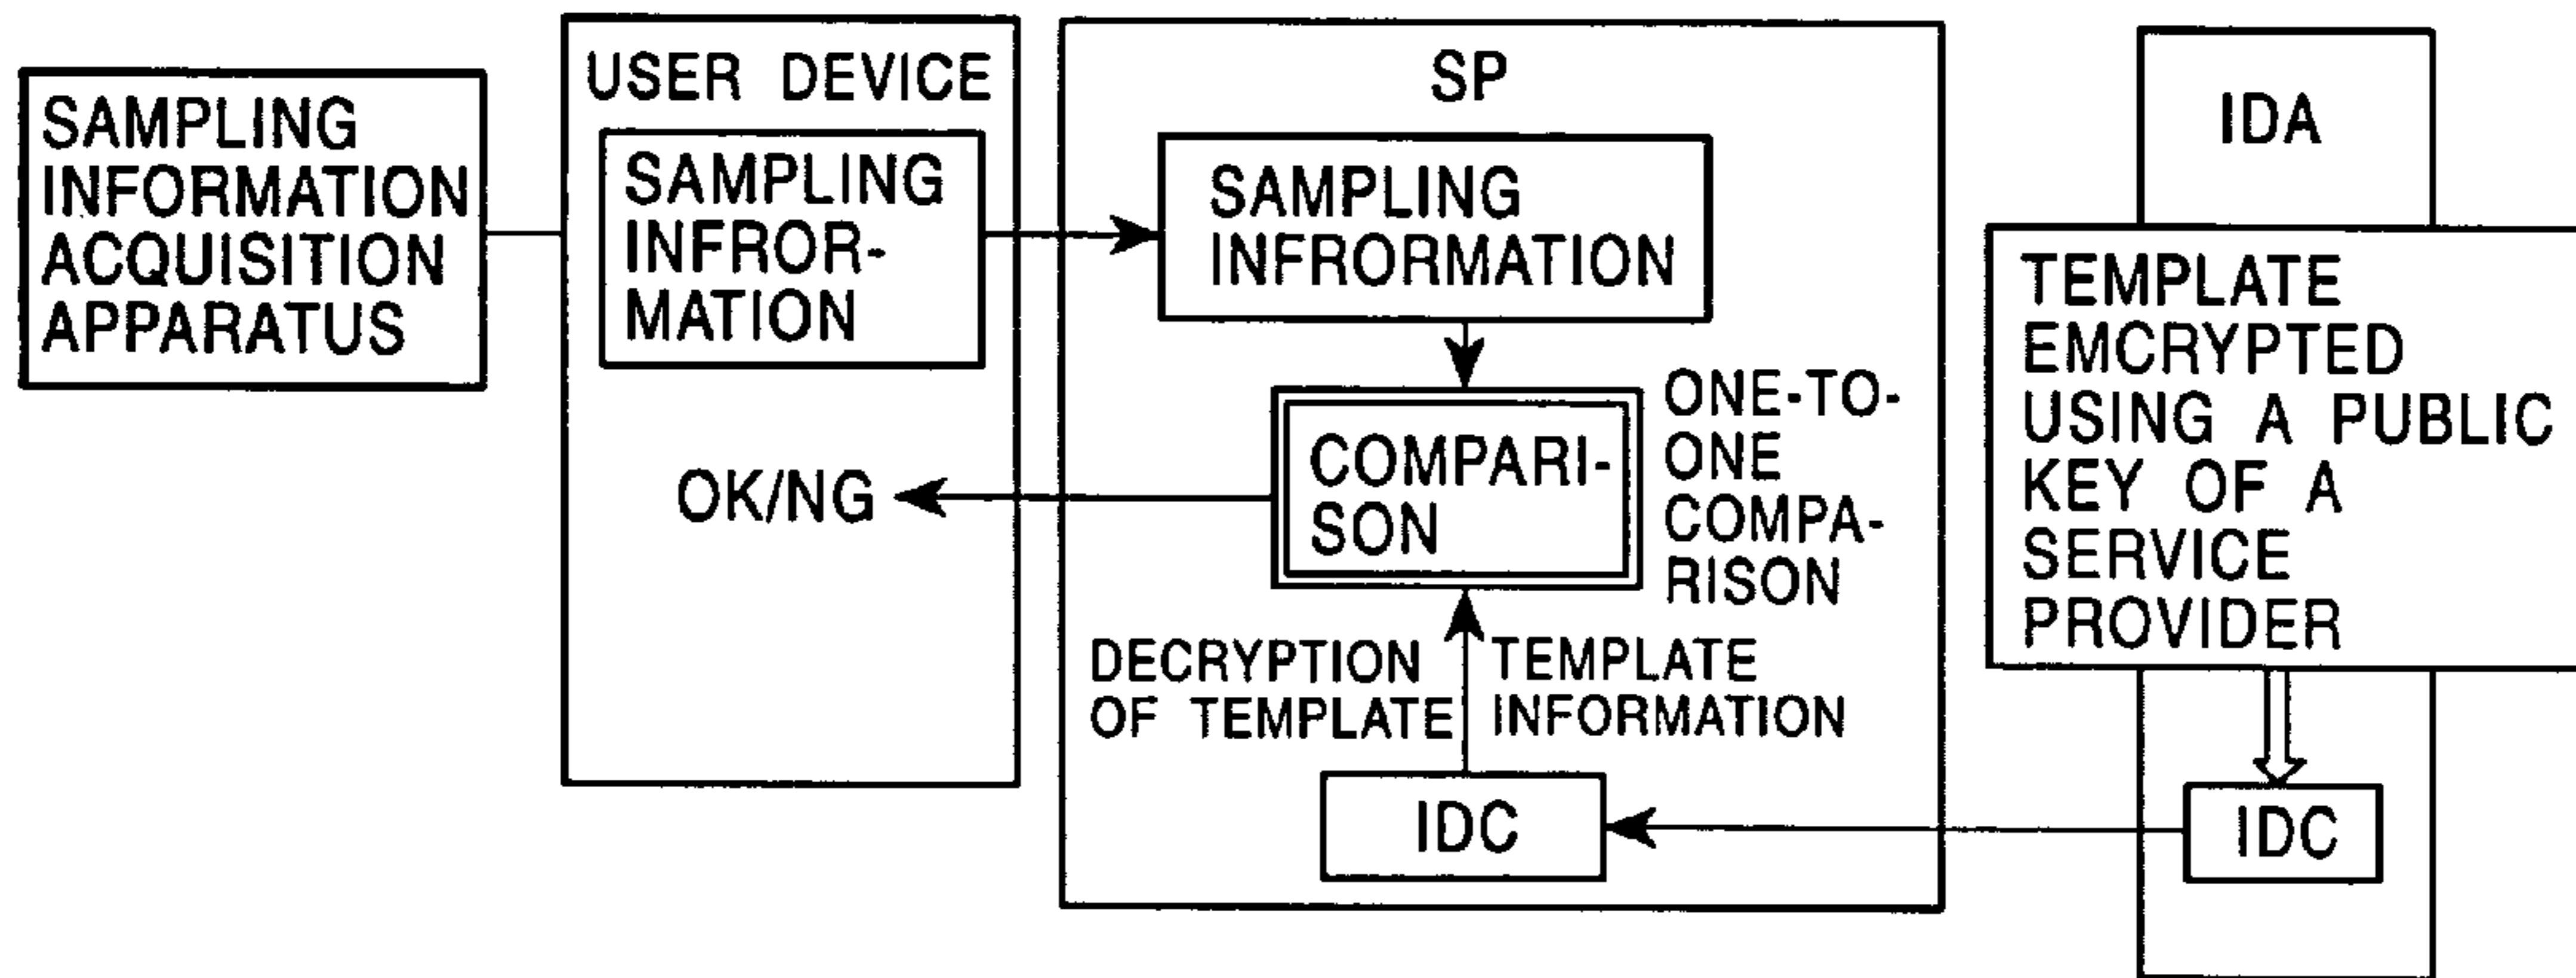 SAMPLING
INFORMATION
ACQUISITION
APPARATUS
USER DEVICE
SAMPLING
INFROR-
MATION
OK/NG
SP
SAMPLING
INFRORMATION
COMPARI-
SON
ONE-TO-
ONE
COMPA-
RISON
DECRYPTION
OF TEMPLATE
TEMPLATE
INFORMATION
IDC
IDA
TEMPLATE
EMCRYPTED
USING A PUBLIC
KEY OF A
SERVICE
PROVIDER
IDC